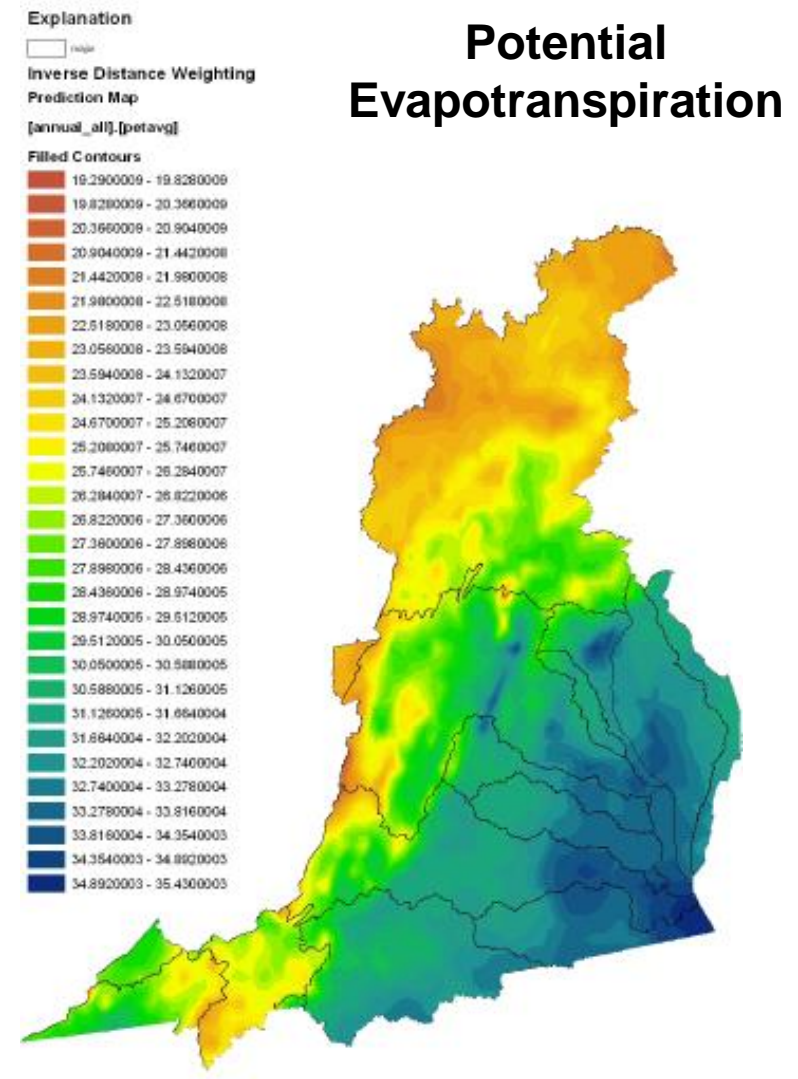 Potential
Evapotranspiration
Explanation
Inverse Distance Weighting
Prediction Map
[annual_all].[petavg]
Filled Contours
19.2900009 - 19.8280009
19.8280009 - 20.3660009
20.3660009 - 20.9040009
20.9040009 - 21.4420008
21.4420008 - 21.9800008
21.9800008 - 22.5180008
22.5180008 - 23.0560008
23.0560008 - 23.5940008
23.5940008 - 24.1320007
24.1320007 - 24.6700007
24.6700007 - 25.2080007
25.2080007 - 25.7460007
25.7460007 - 26.2840007
26.2840007 - 26.8220006
26.8220006 - 27.3600006
27.3600006 - 27.8980006
27.8980006 - 28.4360006
28.4360006 - 28.9740005
28.9740005 - 29.5120005
29.5120005 - 30.0500005
30.0500005 - 30.5880005
30.5880005 - 31.1260005
31.1260005 - 31.6640004
31.6640004 - 32.2020004
32.2020004 - 32.7400004
32.7400004 - 33.2780004
33.2780004 - 33.8160004
33.8160004 - 34.3540003
34.3540003 - 34.8920003
34.8920003 - 35.4300003